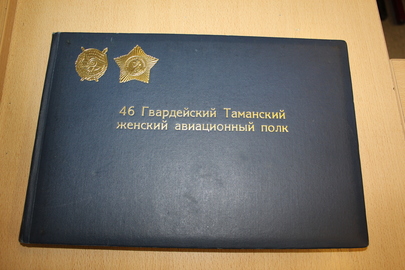 46 Гвардейский Таманский
женский авиационный полк